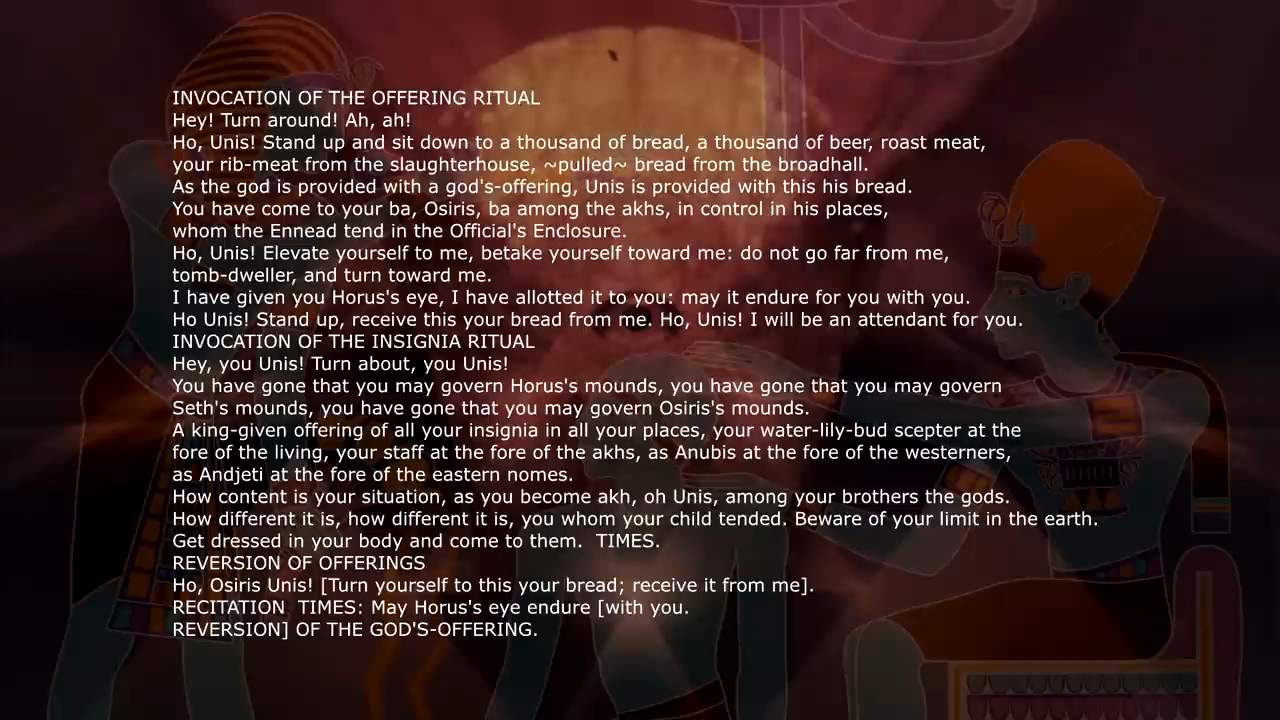 INVOCATION OF THE OFFERING RITUAL
Hey! Turn around! Ah, ah!
Ho, Unis! Stand up and sit down to a thousand of bread, a thousand of beer, roast meat,
your rib-meat from the slaughterhouse, ~pulled~ bread from the broadhall.
As the god is provided with a god's-offering, Unis is provided with this his bread.
You have come to your ba, Osiris, ba among the akhs, in control in his places,
whom the Ennead tend in the Official's Enclosure.
Ho, Unis! Elevate yourself to me, betake yourself toward me: do not go far from me,
tomb-dweller, and turn toward me.
I have given you Horus's eye, I have allotted it to you: may it endure for you with you.
Ho Unis! Stand up, receive this your bread from me. Ho, Unis! I will be an attendant for you.
INVOCATION OF THE INSIGNIA RITUAL
Hey, you Unis! Turn about, you Unis!
You have gone that you may govern Horus's mounds, you have gone that you may govern
Seth's mounds, you have gone that you may govern Osiris's mounds.
A king-given offering of all your insignia in all your places, your water-lily-bud scepter at the
fore of the living, your staff at the fore of the akhs, as Anubis at the fore of the westerners,
as Andjeti at the fore of the eastern nomes.
How content is your situation, as you become akh, oh Unis, among your brothers the gods.
How different it is, how different it is, you whom your child tended. Beware of your limit in the earth.
Get dressed in your body and come to them.  TIMES.
REVERSION OF OFFERINGS
Ho, Osiris Unis! [Turn yourself to this your bread; receive it from me].
RECITATION  TIMES: May Horus's eye endure [with you.
REVERSION] OF THE GOD'S-OFFERING.